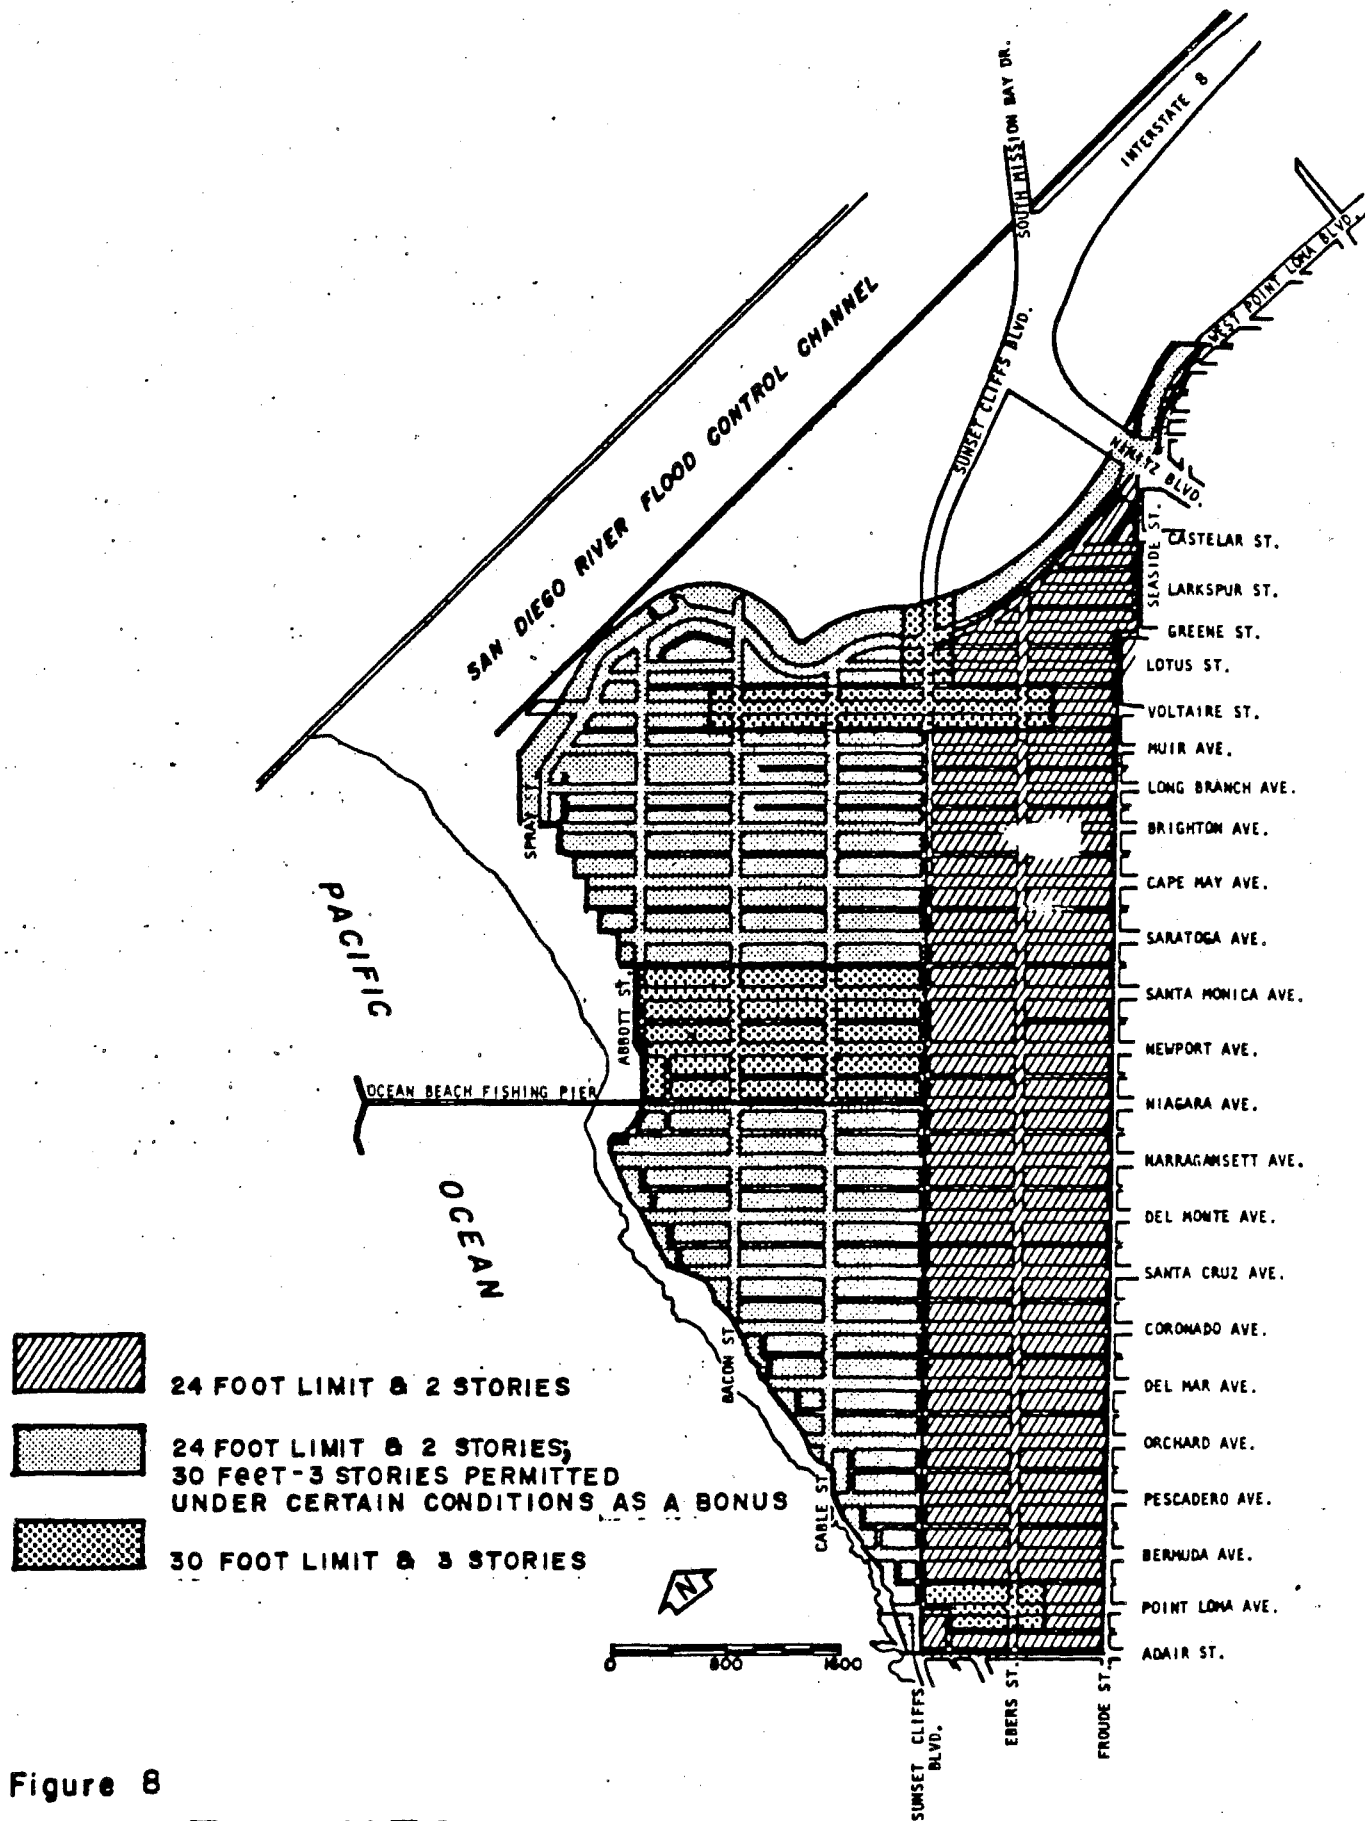 SOUTH MISSION BAY DR.
INTERSTATE 8
WEST POINT LOMA BLVD.
SAN DIEGO RIVER FLOOD CONTROL CHANNEL
SUNSET CLIFFS BLVD.
NIMITZ BLVD.
SEASIDE ST.
CASTELAR ST.
LARKSPUR ST.
GREENE ST.
LOTUS ST.
VOLTAIRE ST.
MUIR AVE.
LONG BRANCH AVE.
SPRAY ST.
BRIGHTON AVE.
CAPE MAY AVE.
SARATOGA AVE.
PACIFIC
ABBOTT ST.
SANTA MONICA AVE.
NEWPORT AVE.
OCEAN BEACH FISHING PIER
NIAGARA AVE.
NARRAGANSETT AVE.
OCEAN
DEL MONTE AVE.
SANTA CRUZ AVE.
CORONADO AVE.
BACON ST.
DEL MAR AVE.
ORCHARD AVE.
CABLE ST.
PESCADERO AVE.
BERMUDA AVE.
POINT LOMA AVE.
ADAIR ST.
24 FOOT LIMIT & 2 STORIES
24 FOOT LIMIT & 2 STORIES;
30 FeeT-3 STORIES PERMITTED
UNDER CERTAIN CONDITIONS AS A BONUS
30 FOOT LIMIT & 3 STORIES
N
0 800 1600
SUNSET CLIFFS
BLVD.
EBERS ST.
FROUDE ST.
Figure 8